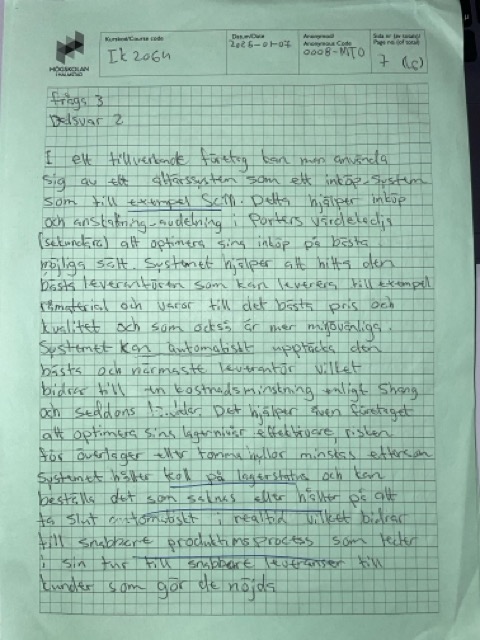 HÖGSKOLAN
I HALMSTAD
Kurskod/Course code
IK2064
Datum/Date
2026-01-07
Anonymkod
Anonymous Code
0008-MTO
Sida nr (av totalt)
Page no. (of total)
7 (16)
Fråga 3
Delsvar 2
I ett tillverkande företag kan man använda
sig av ett affärssystem som ett inköp-system
som till exempel SCM. Detta hjälper inköp
och anställning-avdelning i Porters värdekedja
(sekundära) att optimera sina inköp på bästa
möjliga sätt. Systemet hjälper att hitta den
bästa leverantören som kan leverera till exempel
råmaterial och varor till det bästa pris och
kvalitet och som också är mer miljövänliga.
Systemet kan automatiskt upptäcka den
bästa och närmaste leverantör vilket
bidrar till en kostnadsminskning enligt Shang
och Seddons Det hjälper även företaget
att optimera sina lagernivåer effektivare, risken
för överlager eller tomma hyllor minskas eftersom
systemet håller koll på lagerstatus och kan
beställa det som saknas eller håller på att
ta slut automatiskt i realtid vilket bidrar
till snabbare produktionsprocess som leder
i sin tur till snabbare leveranser till
kunder som gör de nöjda